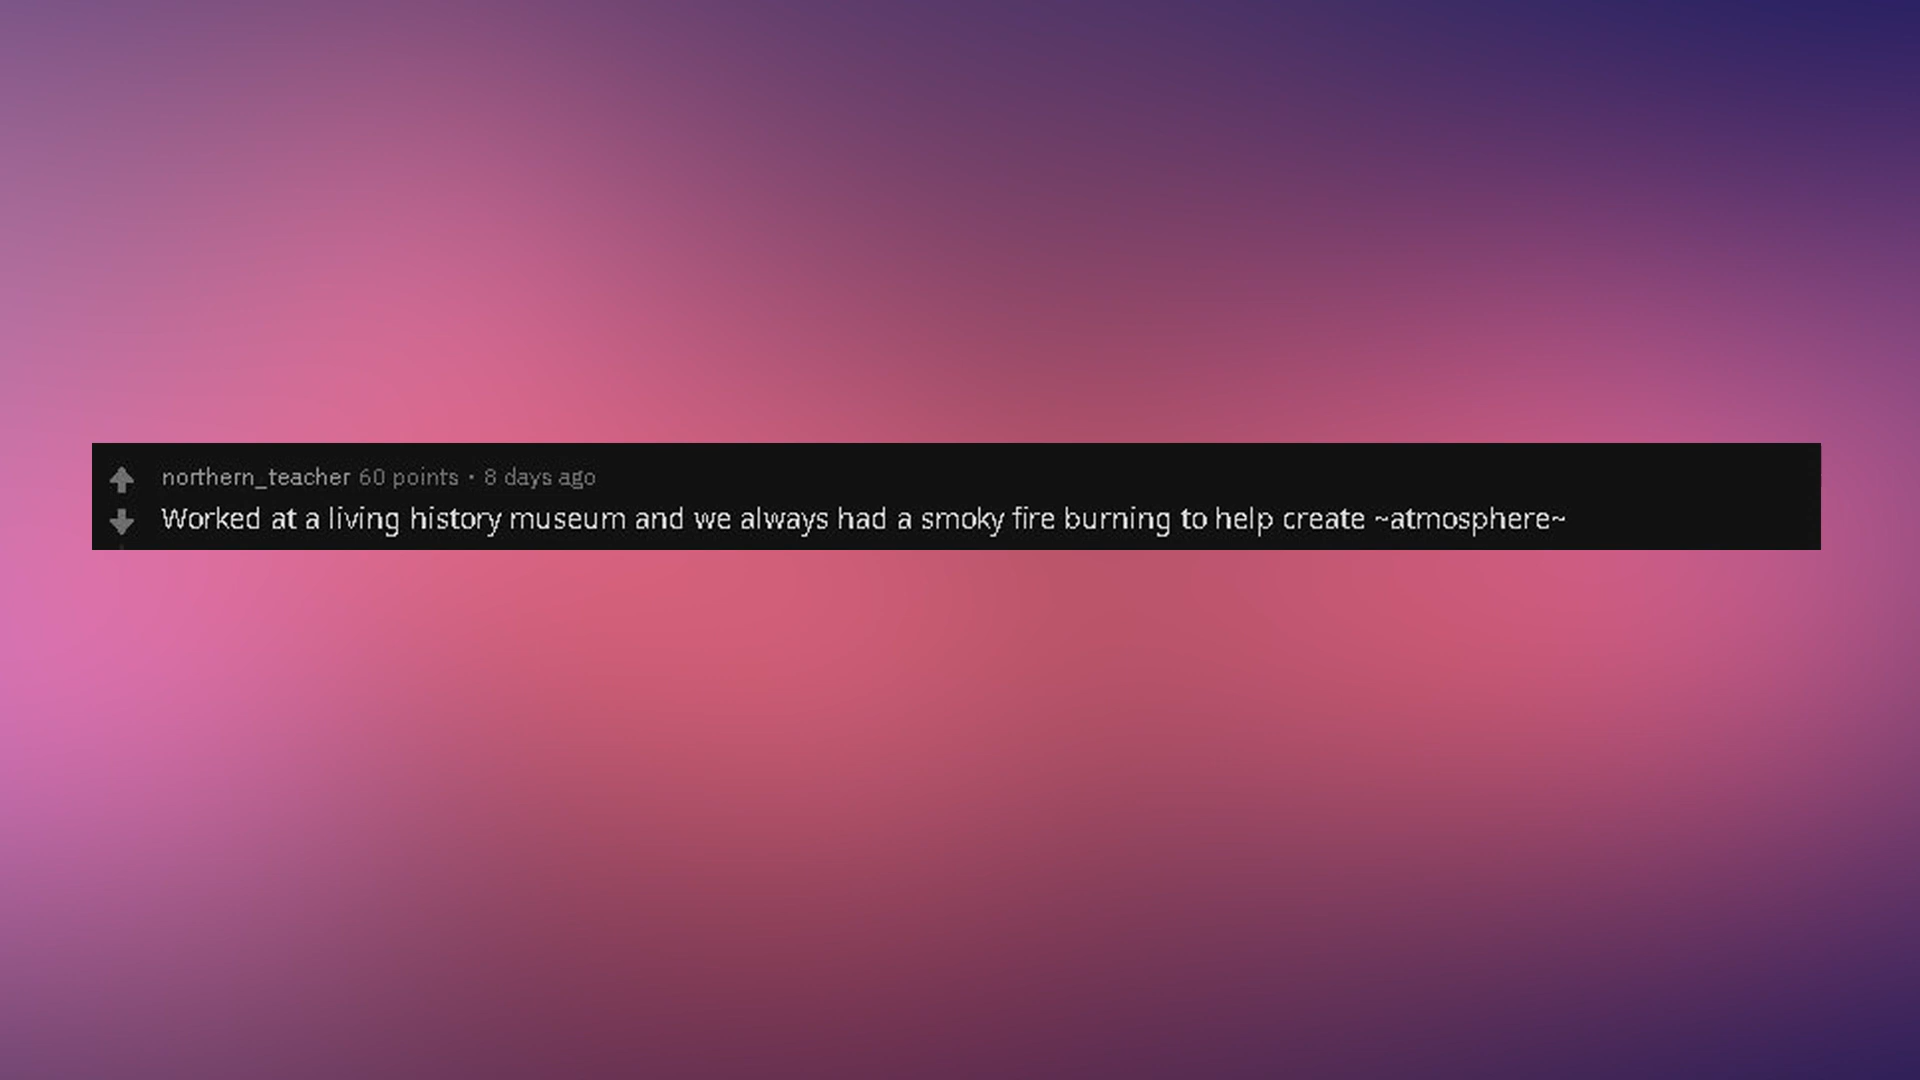 northern_teacher 60 points · 8 days ago
Worked at a living history museum and we always had a smoky fire burning to help create ~atmosphere~